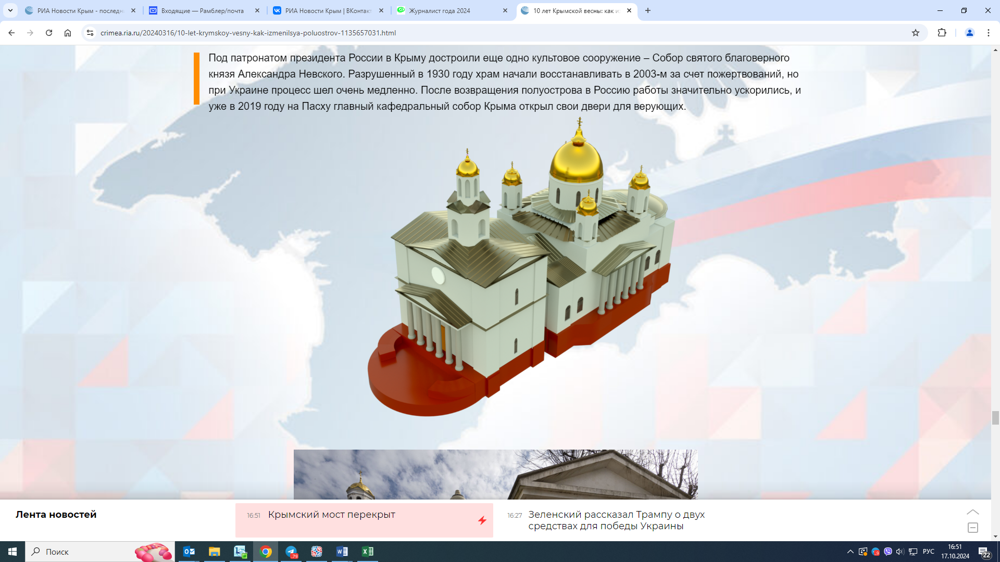 РИА Новости Крым - последн
Входящие — Рамблер/почта
РИА Новости Крым | ВКонтакт
Журналист года 2024
10 лет Крымской весны: как из
crimea.ria.ru/20240316/10-let-krymskoy-vesny-kak-izmenilsya-poluostrov-1135657031.html
Под патронатом президента России в Крыму достроили еще одно культовое сооружение – Собор святого благоверного
князя Александра Невского. Разрушенный в 1930 году храм начали восстанавливать в 2003-м за счет пожертвований, но
при Украине процесс шел очень медленно. После возвращения полуострова в Россию работы значительно ускорились, и
уже в 2019 году на Пасху главный кафедральный собор Крыма открыл свои двери для верующих.
Лента новостей
16:51 Крымский мост перекрыт
16:27 Зеленский рассказал Трампу о двух
средствах для победы Украины
Поиск
.79
РУС
16:51
17.10.2024
22